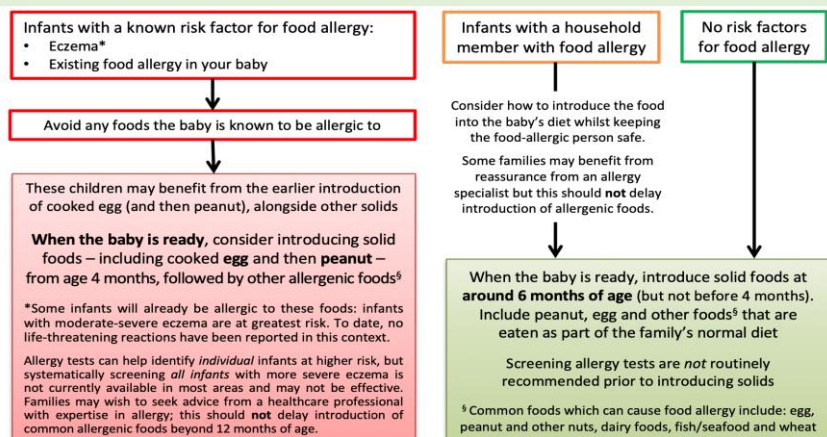 Infants with a known risk factor for food allergy:
• Eczema*
• Existing food allergy in your baby
Avoid any foods the baby is known to be allergic to
These children may benefit from the earlier introduction
of cooked egg (and then peanut), alongside other solids
When the baby is ready, consider introducing solid
foods – including cooked egg and then peanut –
from age 4 months, followed by other allergenic foods§
*Some infants will already be allergic to these foods: infants
with moderate-severe eczema are at greatest risk. To date, no
life-threatening reactions have been reported in this context.
Allergy tests can help identify individual infants at higher risk, but
systematically screening all infants with more severe eczema is
not currently available in most areas and may not be effective.
Families may wish to seek advice from a healthcare professional
with expertise in allergy; this should not delay introduction of
common allergenic foods beyond 12 months of age.
Infants with a household
member with food allergy
Consider how to introduce the food
into the baby's diet whilst keeping
the food-allergic person safe.
Some families may benefit from
reassurance from an allergy
specialist but this should not delay
introduction of allergenic foods.
No risk factors
for food allergy
When the baby is ready, introduce solid foods at
around 6 months of age (but not before 4 months).
Include peanut, egg and other foods§ that are
eaten as part of the family's normal diet
Screening allergy tests are not routinely
recommended prior to introducing solids
§ Common foods which can cause food allergy include: egg,
peanut and other nuts, dairy foods, fish/seafood and wheat